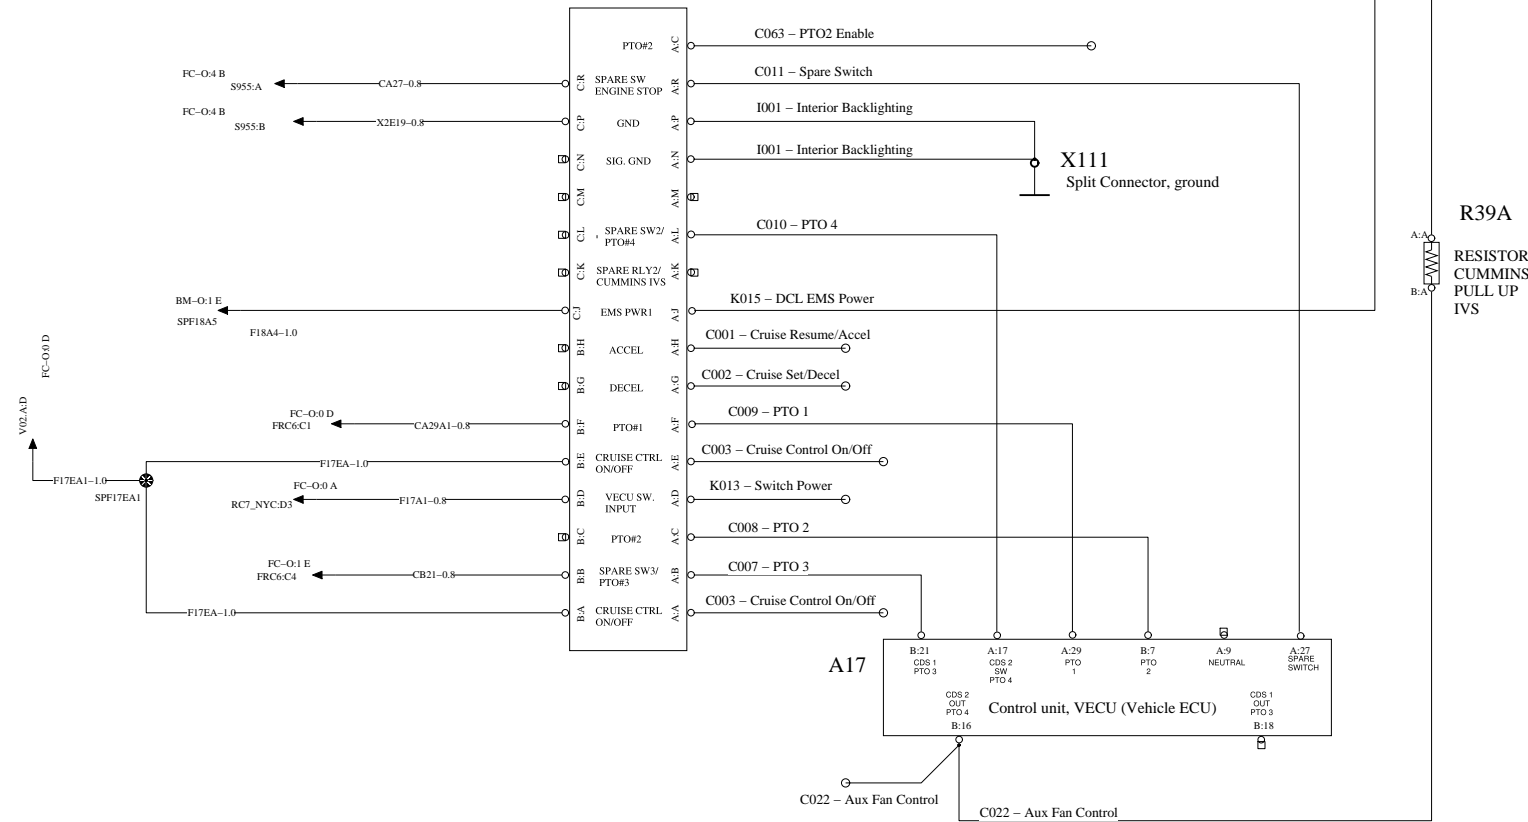 PTO#2
A:C
C063 – PTO2 Enable
FC–O:4 B
S955:A
CA27–0.8
C:R
SPARE SW
ENGINE STOP
A:R
C011 – Spare Switch
FC–O:4 B
S955:B
X2E19–0.8
C:P
GND
A:P
I001 – Interior Backlighting
C:N
SIG. GND
A:N
I001 – Interior Backlighting
X111
Split Connector, ground
C:M
A:M
C:L
SPARE SW2/
PTO#4
A:L
C010 – PTO 4
R39A
A:A
B:A
RESISTOR
CUMMINS
PULL UP
IVS
C:K
SPARE RLY2/
CUMMINS IVS
A:K
BM–O:1 E
SPF18A5
F18A4–1.0
C:J
EMS PWR1
A:J
K015 – DCL EMS Power
B:H
ACCEL
A:H
C001 – Cruise Resume/Accel
FC–O:0 D
B:G
DECEL
A:G
C002 – Cruise Set/Decel
V02.A:D
FC–O:0 D
FRC6:C1
CA29A1–0.8
B:F
PTO#1
A:F
C009 – PTO 1
F17EA–1.0
B:E
CRUISE CTRL
ON/OFF
A:E
C003 – Cruise Control On/Off
F17EA1–1.0
SPF17EA1
FC–O:0 A
RC7_NYC:D3
F17A1–0.8
B:D
VECU SW.
INPUT
A:D
K013 – Switch Power
B:C
PTO#2
A:C
C008 – PTO 2
FC–O:1 E
FRC6:C4
CB21–0.8
B:B
SPARE SW3/
PTO#3
A:B
C007 – PTO 3
F17EA–1.0
B:A
CRUISE CTRL
ON/OFF
A:A
C003 – Cruise Control On/Off
A17
B:21
CDS 1
PTO 3
A:17
CDS 2
SW
PTO 4
A:29
PTO
1
B:7
PTO
2
A:9
NEUTRAL
A:27
SPARE
SWITCH
CDS 2
OUT
PTO 4
B:16
Control unit, VECU (Vehicle ECU)
CDS 1
OUT
PTO 3
B:18
C022 – Aux Fan Control
C022 – Aux Fan Control